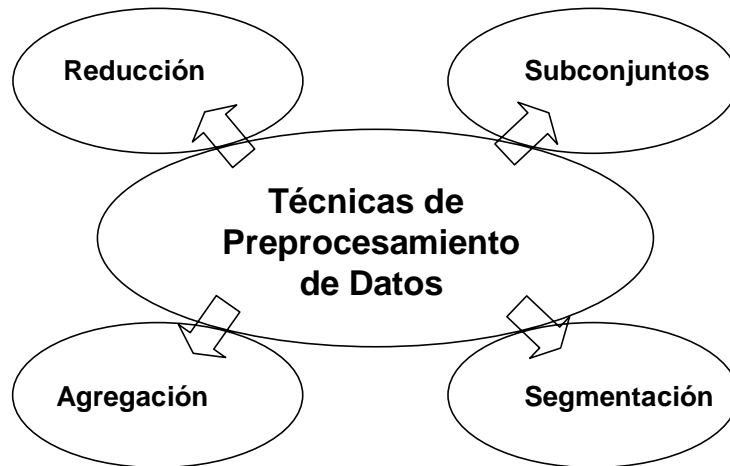 Reducción
Subconjuntos
Técnicas de
Preprocesamiento
de Datos
Agregación
Segmentación